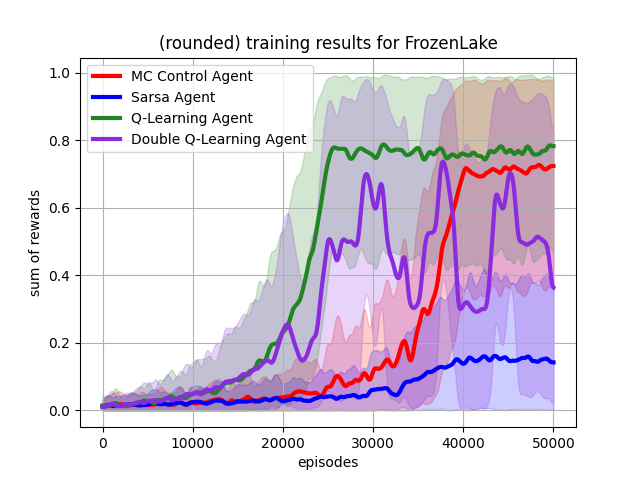 (rounded) training results for FrozenLake
MC Control Agent
Sarsa Agent
Q-Learning Agent
Double Q-Learning Agent
sum of rewards
1.0
0.8
0.6
0.4
0.2
0.0
0 10000 20000 30000 40000 50000
episodes